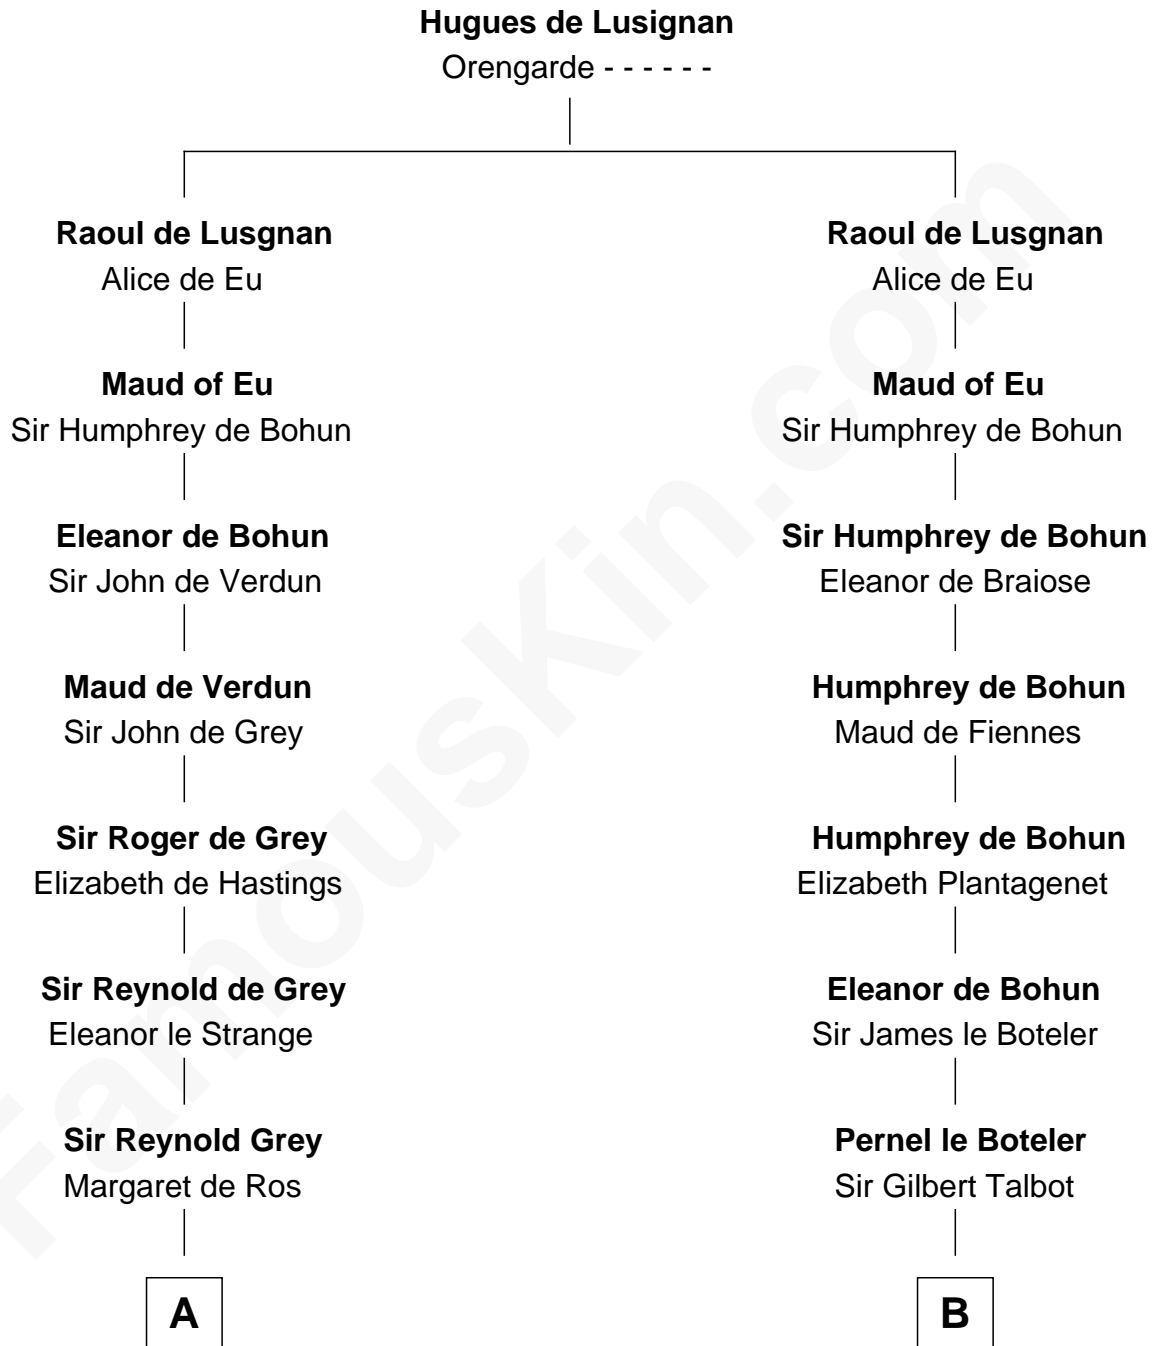 Hugues de Lusignan
Orengarde - - - - - -
Raoul de Lusgnan
Alice de Eu
Maud of Eu
Sir Humphrey de Bohun
Eleanor de Bohun
Sir John de Verdun
Maud de Verdun
Sir John de Grey
Sir Roger de Grey
Elizabeth de Hastings
Sir Reynold de Grey
Eleanor le Strange
Sir Reynold Grey
Margaret de Ros
A
Raoul de Lusgnan
Alice de Eu
Maud of Eu
Sir Humphrey de Bohun
Sir Humphrey de Bohun
Eleanor de Braiose
Humphrey de Bohun
Maud de Fiennes
Humphrey de Bohun
Elizabeth Plantagenet
Eleanor de Bohun
Sir James le Boteler
Pernel le Boteler
Sir Gilbert Talbot
B
FamousKin.com